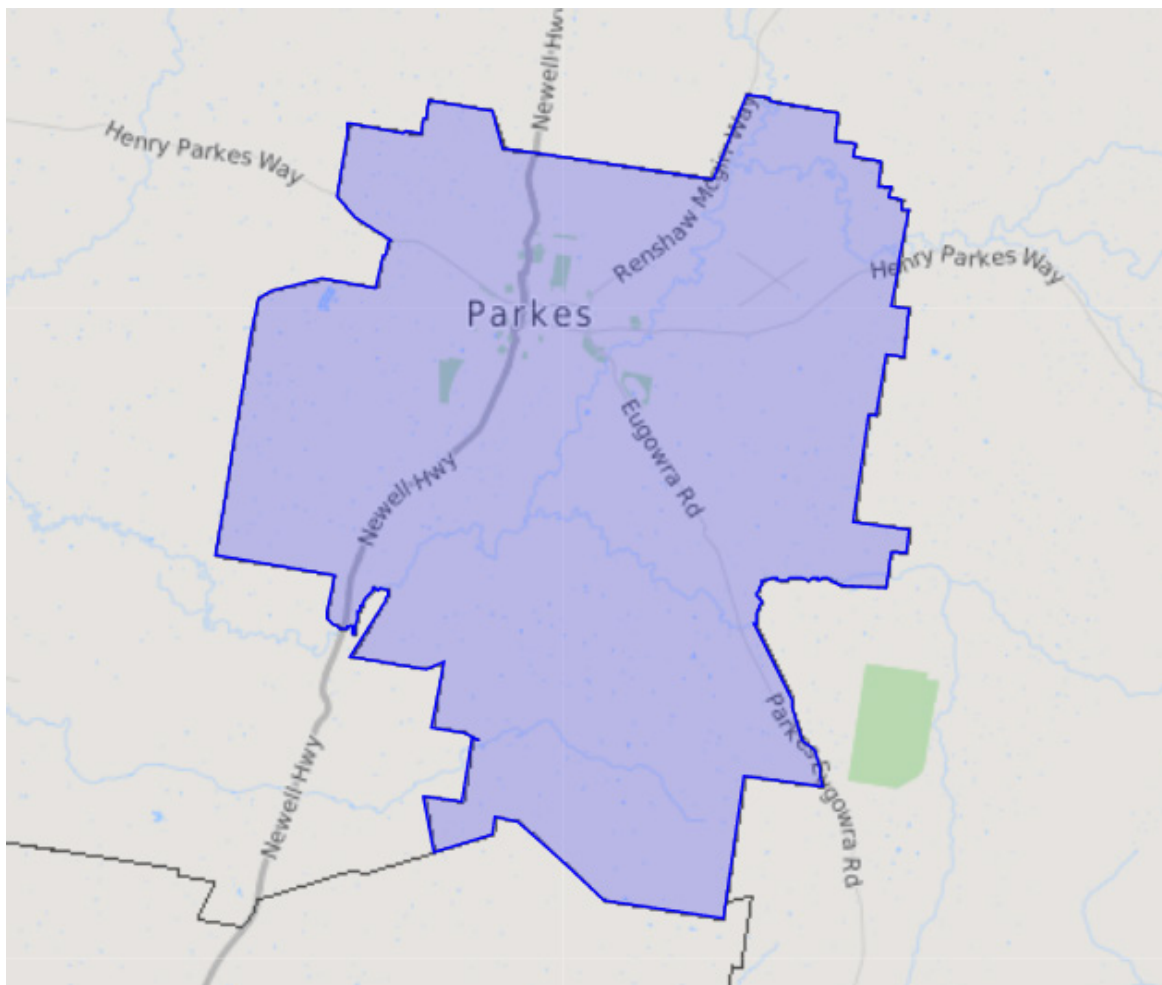 Newell Hwy
Henry Parkes Way
Renshaw Mcgirr Way
Henry Parkes Way
Parkes
Eugowra Rd
Newell Hwy
Parkes Eugowra Rd
Newell Hwy